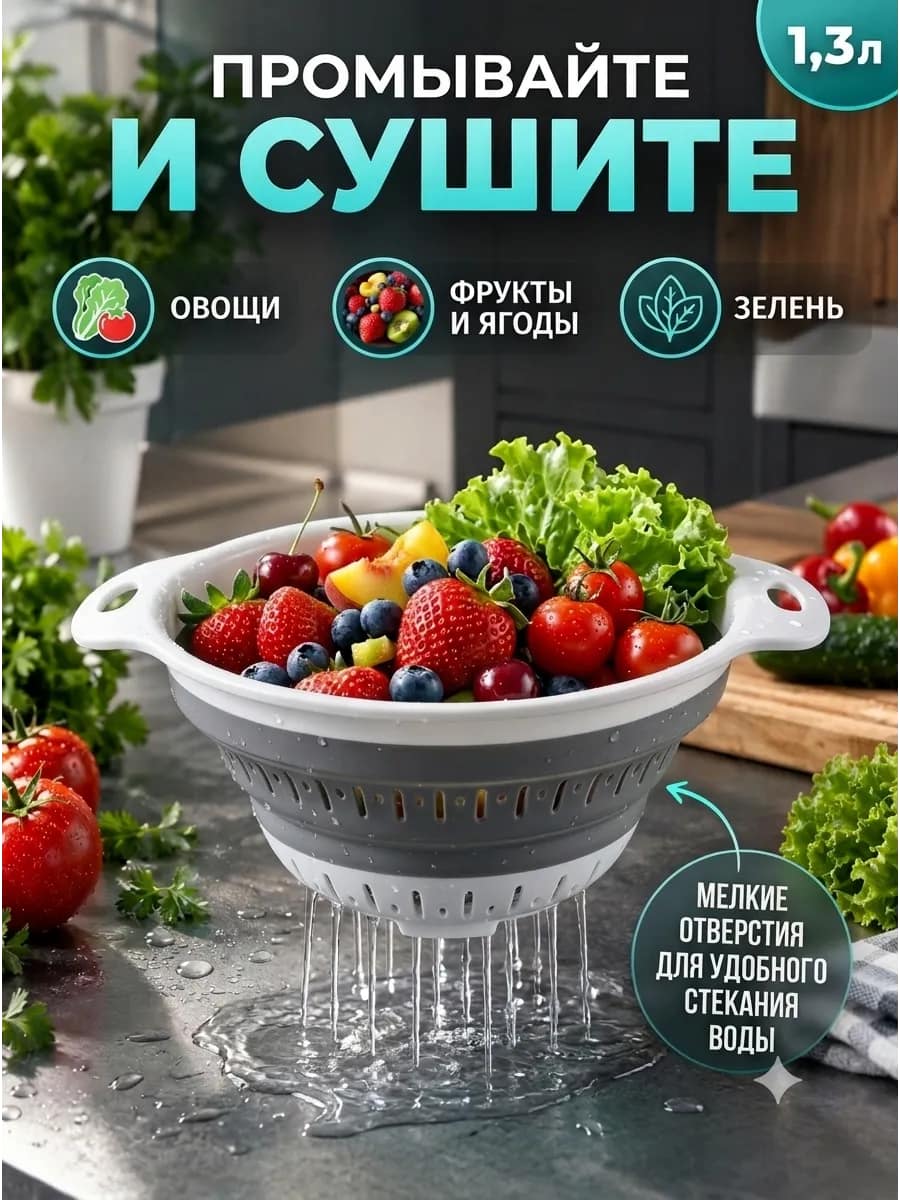 1,3л
ПРОМЫВАЙТЕ
И СУШИТЕ
ОВОЩИ
ФРУКТЫ
И ЯГОДЫ
ЗЕЛЕНЬ
МЕЛКИЕ
ОТВЕРСТИЯ
ДЛЯ УДОБНОГО
СТЕКАНИЯ
ВОДЫ